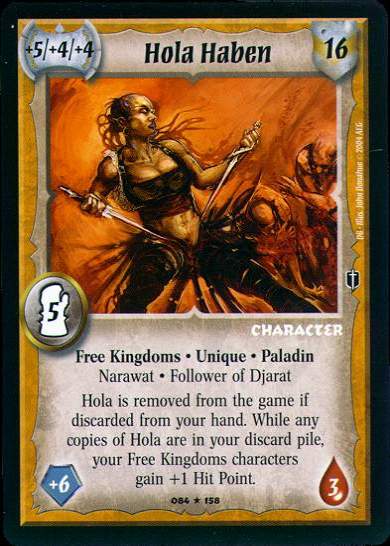 +5/+4/+4
Hola Haben
16
Illus. John Donahue © 2004 AEG
5
CHARACTER
Free Kingdoms • Unique • Paladin
Narawat • Follower of Djarat
Hola is removed from the game if
discarded from your hand. While any
copies of Hola are in your discard pile,
your Free Kingdoms characters
gain +1 Hit Point.
+6
084 ★ 158
3